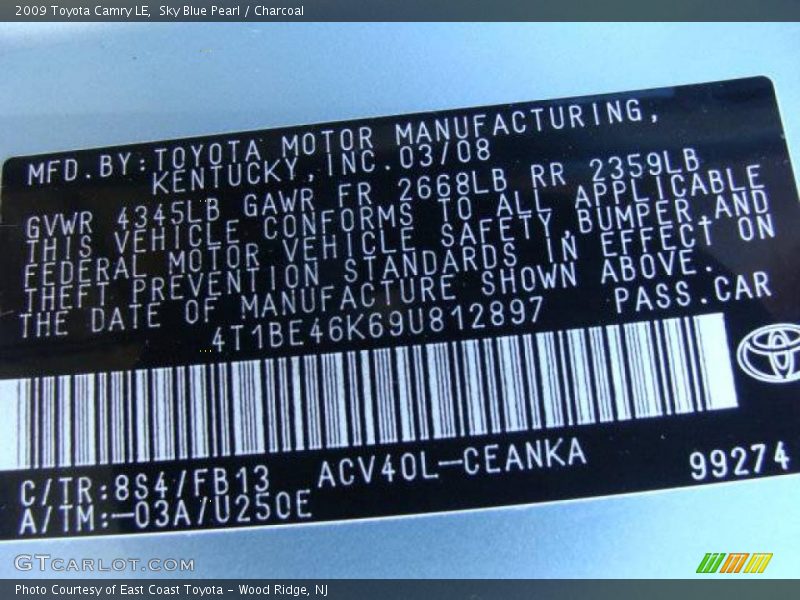 2009 Toyota Camry LE,  Sky Blue Pearl / Charcoal
MFD.BY:TOYOTA MOTOR MANUFACTURING,
KENTUCKY,INC.03/08
GVWR 4345LB GAWR FR 2668LB RR 2359LB
THIS VEHICLE CONFORMS TO ALL APPLICABLE
FEDERAL MOTOR VEHICLE SAFETY,BUMPER,AND
THEFT PREVENTION STANDARDS IN EFFECT ON
THE DATE OF MANUFACTURE SHOWN ABOVE.
4T1BE46K69U812897 PASS.CAR
C/TR:8S4/FB13 ACV40L-CEANKA 99274
A/TM:-03A/U250E
GTCARLOT.COM
Photo Courtesy of East Coast Toyota - Wood Ridge, NJ